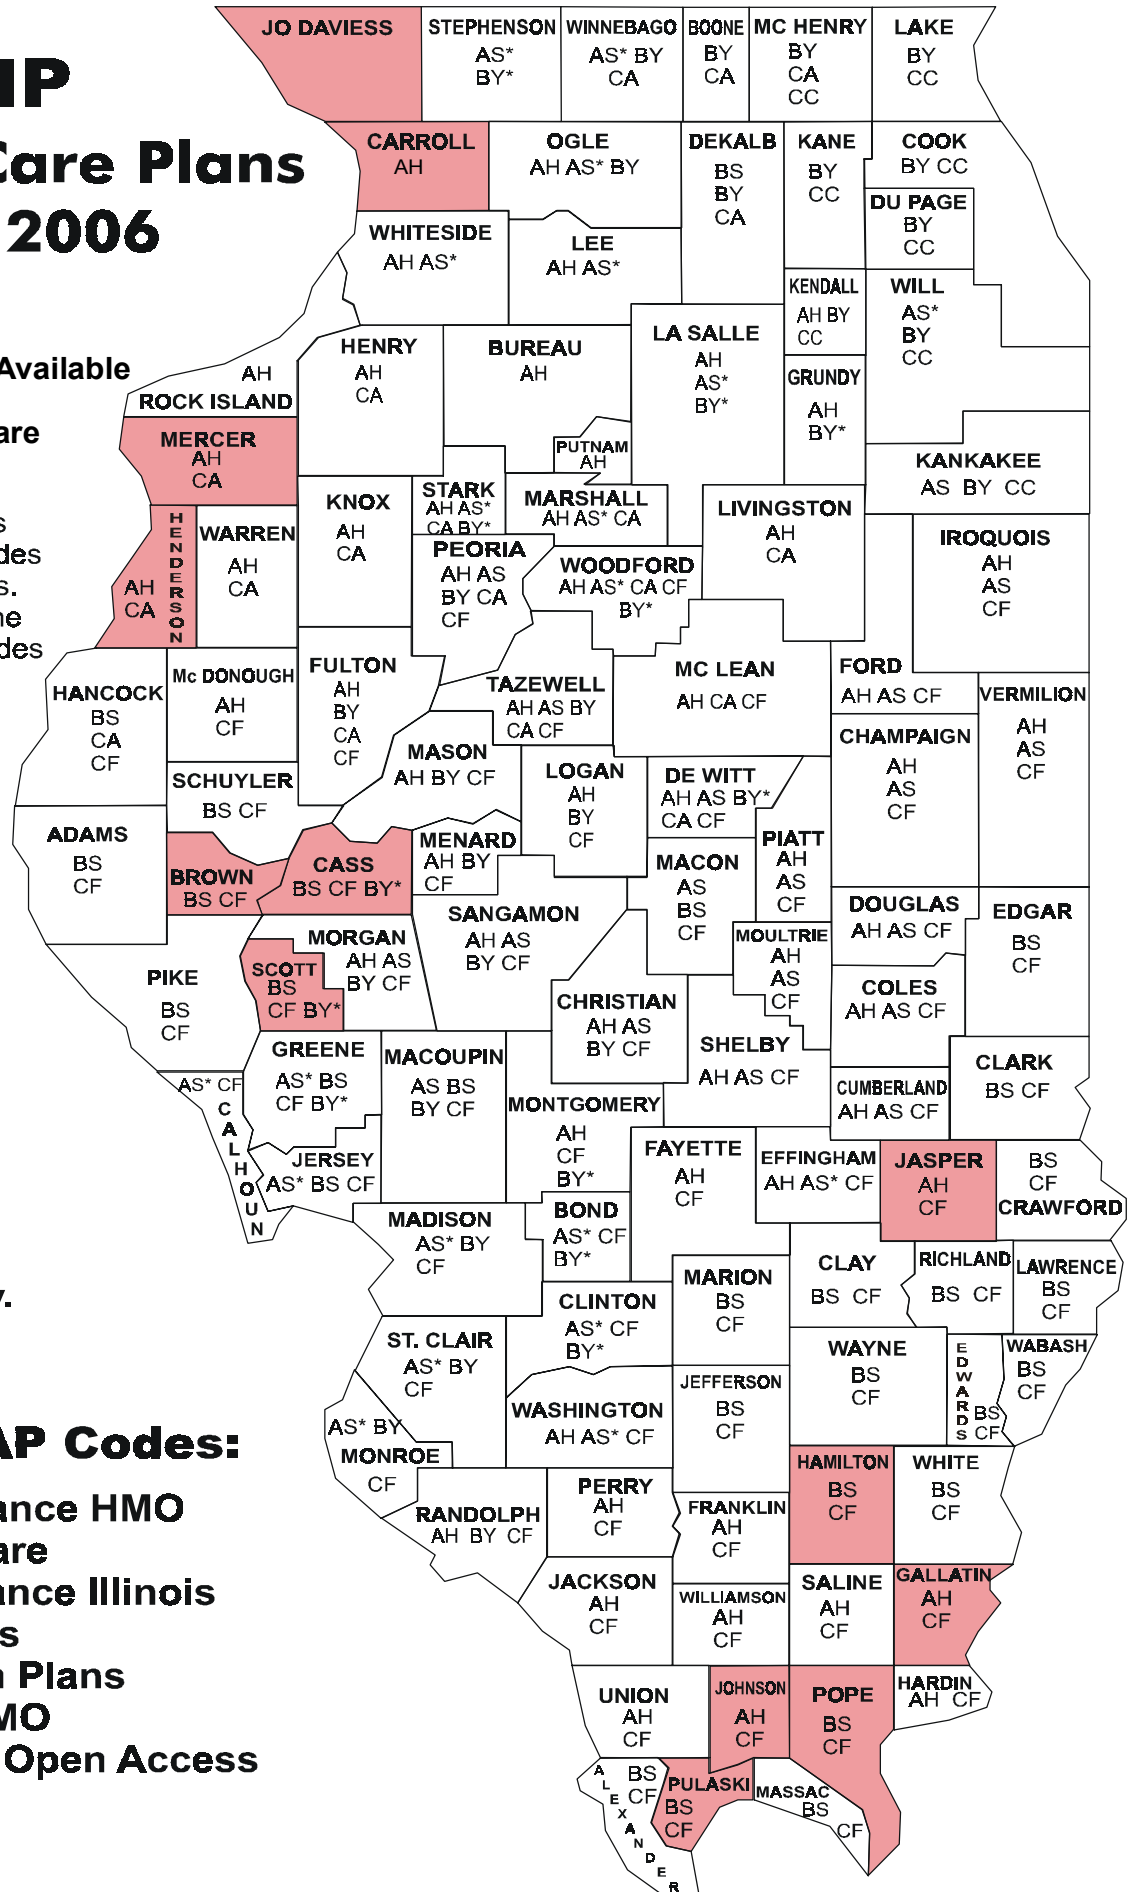 IP
Care Plans
2006
Available
are
s
des
s.
ne
des
y.
AP Codes:
ance HMO
are
ance Illinois
s
n Plans
MO
Open Access
JO DAVIESS
STEPHENSON
AS*
BY*
WINNEBAGO
AS* BY
CA
BOONE
BY
CA
MC HENRY
BY
CA
CC
LAKE
BY
CC
CARROLL
AH
OGLE
AH AS* BY
DEKALB
BS
BY
CA
KANE
BY
CC
COOK
BY CC
DU PAGE
BY
CC
WHITESIDE
AH AS*
LEE
AH AS*
KENDALL
AH BY
CC
WILL
AS*
BY
CC
AH
ROCK ISLAND
HENRY
AH
CA
BUREAU
AH
LA SALLE
AH
AS*
BY*
GRUNDY
AH
BY*
MERCER
AH
CA
PUTNAM
AH
KANKAKEE
AS BY CC
HENDERSON
AH
CA
WARREN
AH
CA
KNOX
AH
CA
STARK
AH AS*
CA BY*
MARSHALL
AH AS* CA
LIVINGSTON
AH
CA
IROQUOIS
AH
AS
CF
PEORIA
AH AS
BY CA
CF
WOODFORD
AH AS* CA CF
BY*
HANCOCK
BS
CA
CF
Mc DONOUGH
AH
CF
FULTON
AH
BY
CA
CF
TAZEWELL
AH AS BY
CA CF
MC LEAN
AH CA CF
FORD
AH AS CF
VERMILION
AH
AS
CF
SCHUYLER
BS CF
MASON
AH BY CF
LOGAN
AH
BY
CF
DE WITT
AH AS BY*
CA CF
CHAMPAIGN
AH
AS
CF
ADAMS
BS
CF
BROWN
BS CF
CASS
BS CF BY*
MENARD
AH BY
CF
MACON
AS
BS
CF
PIATT
AH
AS
CF
SANGAMON
AH AS
BY CF
DOUGLAS
AH AS CF
EDGAR
BS
CF
PIKE
BS
CF
SCOTT
BS
CF BY*
MORGAN
AH AS
BY CF
MOULTRIE
AH
AS
CF
CHRISTIAN
AH AS
BY CF
COLES
AH AS CF
GREENE
AS* BS
CF BY*
MACOUPIN
AS BS
BY CF
SHELBY
AH AS CF
CLARK
BS CF
AS* CF
CALHOUN
MONTGOMERY
AH
CF
BY*
CUMBERLAND
AH AS CF
JERSEY
AS* BS CF
FAYETTE
AH
CF
EFFINGHAM
AH AS* CF
JASPER
AH
CF
BS
CF
CRAWFORD
MADISON
AS* BY
CF
BOND
AS* CF
BY*
MARION
BS
CF
CLAY
BS CF
RICHLAND
BS CF
LAWRENCE
BS
CF
CLINTON
AS* CF
BY*
ST. CLAIR
AS* BY
CF
WAYNE
BS
CF
EDWARDS
BS
CF
WABASH
BS
CF
WASHINGTON
AH AS* CF
JEFFERSON
BS
CF
AS* BY
MONROE
CF
HAMILTON
BS
CF
WHITE
BS
CF
RANDOLPH
AH BY CF
PERRY
AH
CF
FRANKLIN
AH
CF
JACKSON
AH
CF
WILLIAMSON
AH
CF
SALINE
AH
CF
GALLATIN
AH
CF
UNION
AH
CF
JOHNSON
AH
CF
POPE
BS
CF
HARDIN
AH CF
ALEXANDER
BS
CF
PULASKI
BS
CF
MASSAC
BS
CF